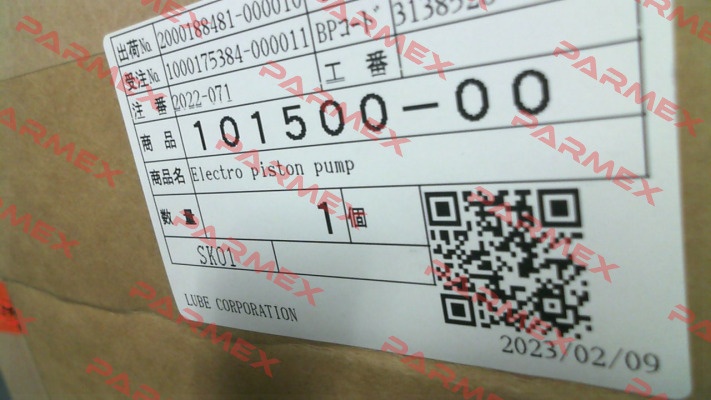 出荷№ 2000188481-000010
受注№ 1000175384-000011 BPコード
注番 2022-071 工番
商品 101500-00
商品名 Electro piston pump
数量 1個
SK01
LUBE CORPORATION
2023/02/09
PARMEX